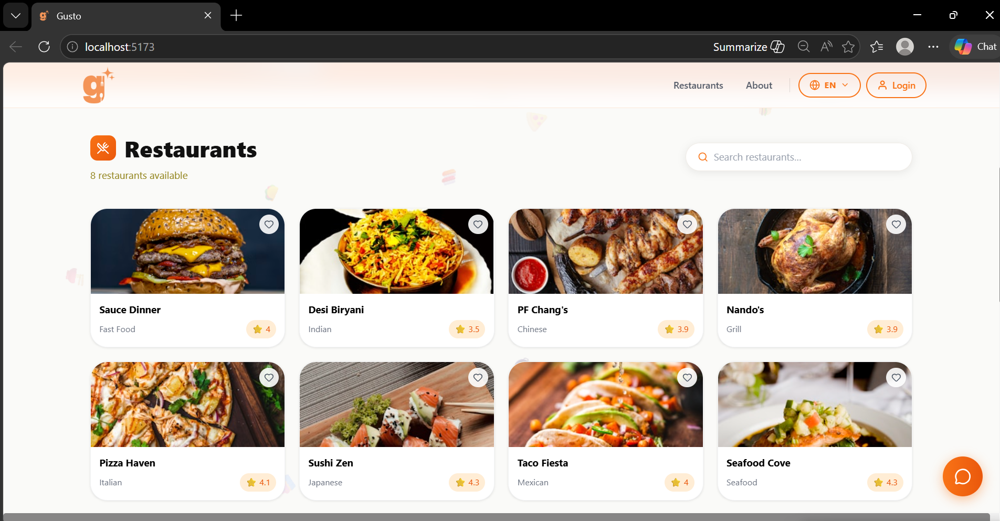 Gusto
localhost:5173
Summarize
Chat
g
Restaurants
About
EN
Login
Restaurants
Search restaurants...
8 restaurants available
Sauce Dinner
Fast Food
4
Desi Biryani
Indian
3.5
PF Chang's
Chinese
3.9
Nando's
Grill
3.9
Pizza Haven
Italian
4.1
Sushi Zen
Japanese
4.3
Taco Fiesta
Mexican
4
Seafood Cove
Seafood
4.3